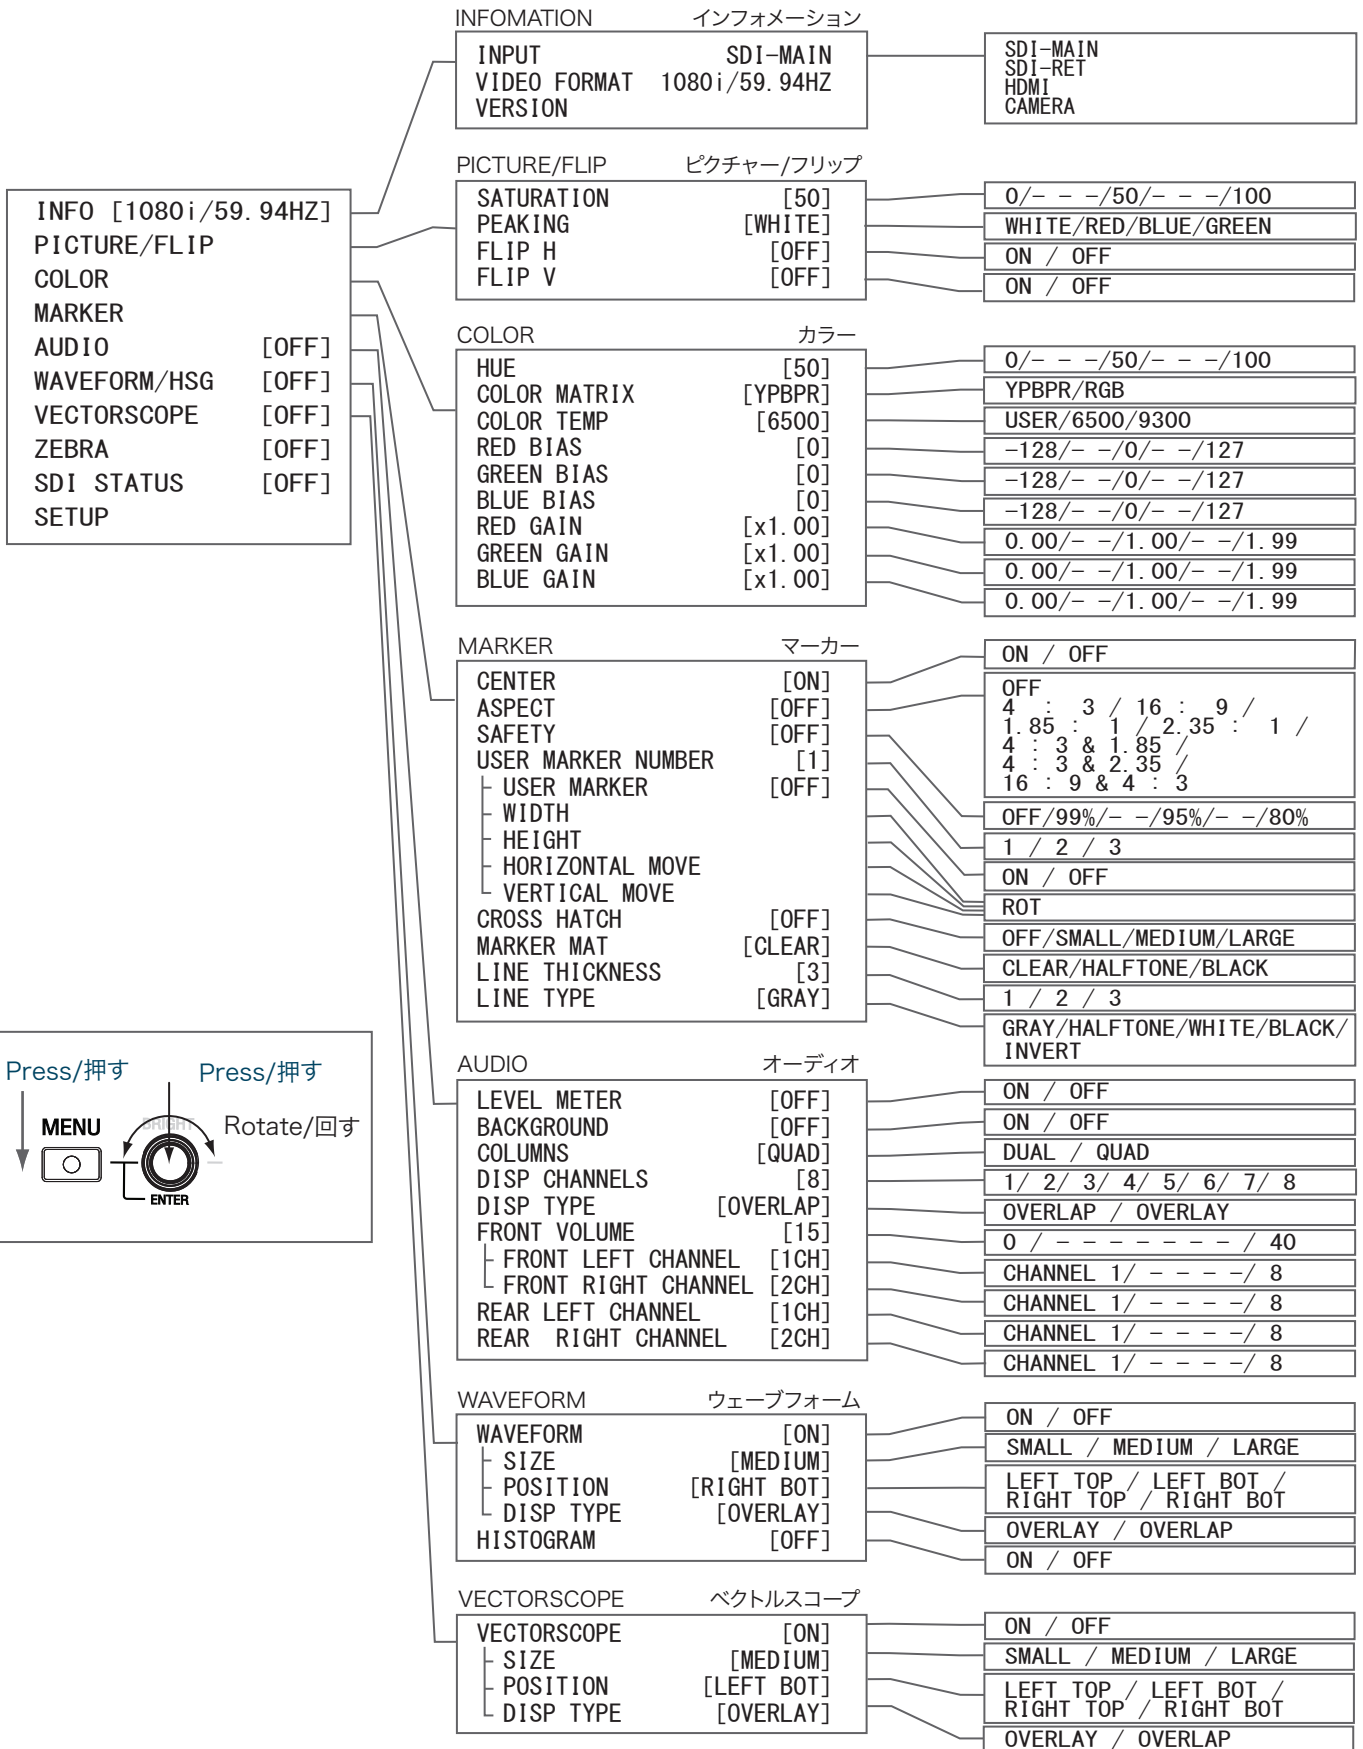 INFO [1080i/59.94HZ]
PICTURE/FLIP
COLOR
MARKER
AUDIO [OFF]
WAVEFORM/HSG [OFF]
VECTORSCOPE [OFF]
ZEBRA [OFF]
SDI STATUS [OFF]
SETUP
Press/押す
Press/押す
MENU
BRIGHT
Rotate/回す
ENTER
INFOMATION インフォメーション
INPUT SDI-MAIN
VIDEO FORMAT 1080i/59.94HZ
VERSION
SDI-MAIN
SDI-RET
HDMI
CAMERA
PICTURE/FLIP ピクチャー/フリップ
SATURATION [50]
PEAKING [WHITE]
FLIP H [OFF]
FLIP V [OFF]
0/- - -/50/- - -/100
WHITE/RED/BLUE/GREEN
ON / OFF
ON / OFF
COLOR カラー
HUE [50]
COLOR MATRIX [YPBPR]
COLOR TEMP [6500]
RED BIAS [0]
GREEN BIAS [0]
BLUE BIAS [0]
RED GAIN [x1.00]
GREEN GAIN [x1.00]
BLUE GAIN [x1.00]
0/- - -/50/- - -/100
YPBPR/RGB
USER/6500/9300
-128/- -/0/- -/127
-128/- -/0/- -/127
-128/- -/0/- -/127
0.00/- -/1.00/- -/1.99
0.00/- -/1.00/- -/1.99
0.00/- -/1.00/- -/1.99
MARKER マーカー
CENTER [ON]
ASPECT [OFF]
SAFETY [OFF]
USER MARKER NUMBER [1]
USER MARKER [OFF]
WIDTH
HEIGHT
HORIZONTAL MOVE
VERTICAL MOVE
CROSS HATCH [OFF]
MARKER MAT [CLEAR]
LINE THICKNESS [3]
LINE TYPE [GRAY]
ON / OFF
OFF
4 : 3 / 16 : 9 /
1.85 : 1 / 2.35 : 1 /
4 : 3 & 1.85 /
4 : 3 & 2.35 /
16 : 9 & 4 : 3
OFF/99%/- -/95%/- -/80%
1 / 2 / 3
ON / OFF
ROT
OFF/SMALL/MEDIUM/LARGE
CLEAR/HALFTONE/BLACK
1 / 2 / 3
GRAY/HALFTONE/WHITE/BLACK/
INVERT
AUDIO オーディオ
LEVEL METER [OFF]
BACKGROUND [OFF]
COLUMNS [QUAD]
DISP CHANNELS [8]
DISP TYPE [OVERLAP]
FRONT VOLUME [15]
FRONT LEFT CHANNEL [1CH]
FRONT RIGHT CHANNEL [2CH]
REAR LEFT CHANNEL [1CH]
REAR RIGHT CHANNEL [2CH]
ON / OFF
ON / OFF
DUAL / QUAD
1/ 2/ 3/ 4/ 5/ 6/ 7/ 8
OVERLAP / OVERLAY
0 / - - - - - - - / 40
CHANNEL 1/ - - - -/ 8
CHANNEL 1/ - - - -/ 8
CHANNEL 1/ - - - -/ 8
CHANNEL 1/ - - - -/ 8
WAVEFORM ウェーブフォーム
WAVEFORM [ON]
SIZE [MEDIUM]
POSITION [RIGHT BOT]
DISP TYPE [OVERLAY]
HISTOGRAM [OFF]
ON / OFF
SMALL / MEDIUM / LARGE
LEFT TOP / LEFT BOT /
RIGHT TOP / RIGHT BOT
OVERLAY / OVERLAP
ON / OFF
VECTORSCOPE ベクトルスコープ
VECTORSCOPE [ON]
SIZE [MEDIUM]
POSITION [LEFT BOT]
DISP TYPE [OVERLAY]
ON / OFF
SMALL / MEDIUM / LARGE
LEFT TOP / LEFT BOT /
RIGHT TOP / RIGHT BOT
OVERLAY / OVERLAP